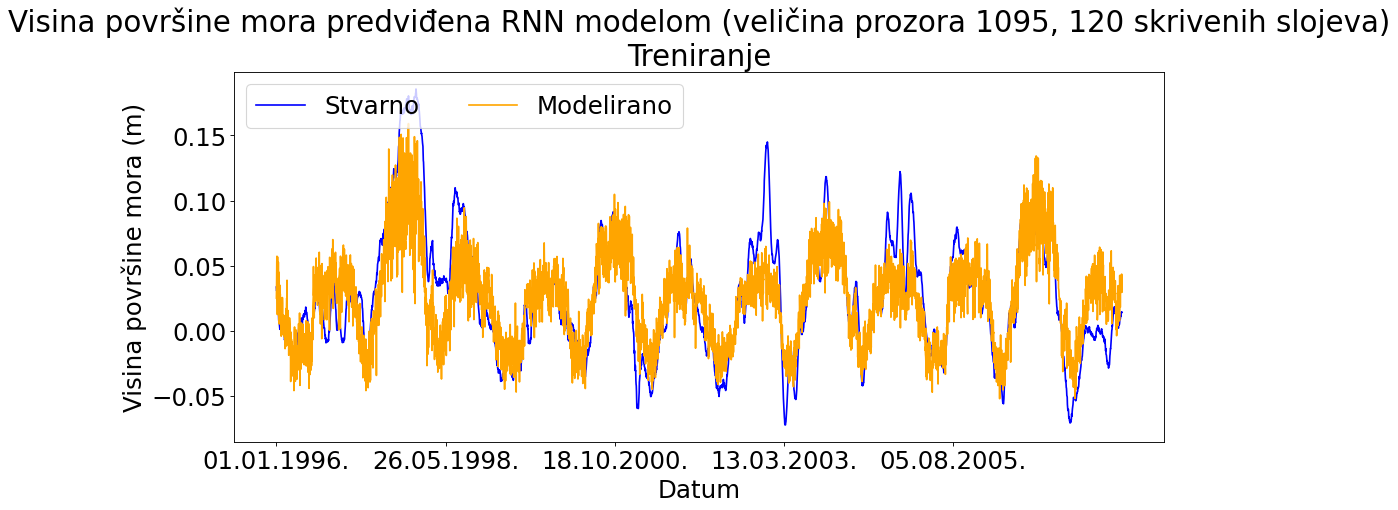 Visina površine mora predviđena RNN modelom (veličina prozora 1095, 120 skrivenih slojeva)
Treniranje
Stvarno
Modelirano
Visina površine mora (m)
0.15
0.10
0.05
0.00
−0.05
01.01.1996.
26.05.1998.
18.10.2000.
13.03.2003.
05.08.2005.
Datum